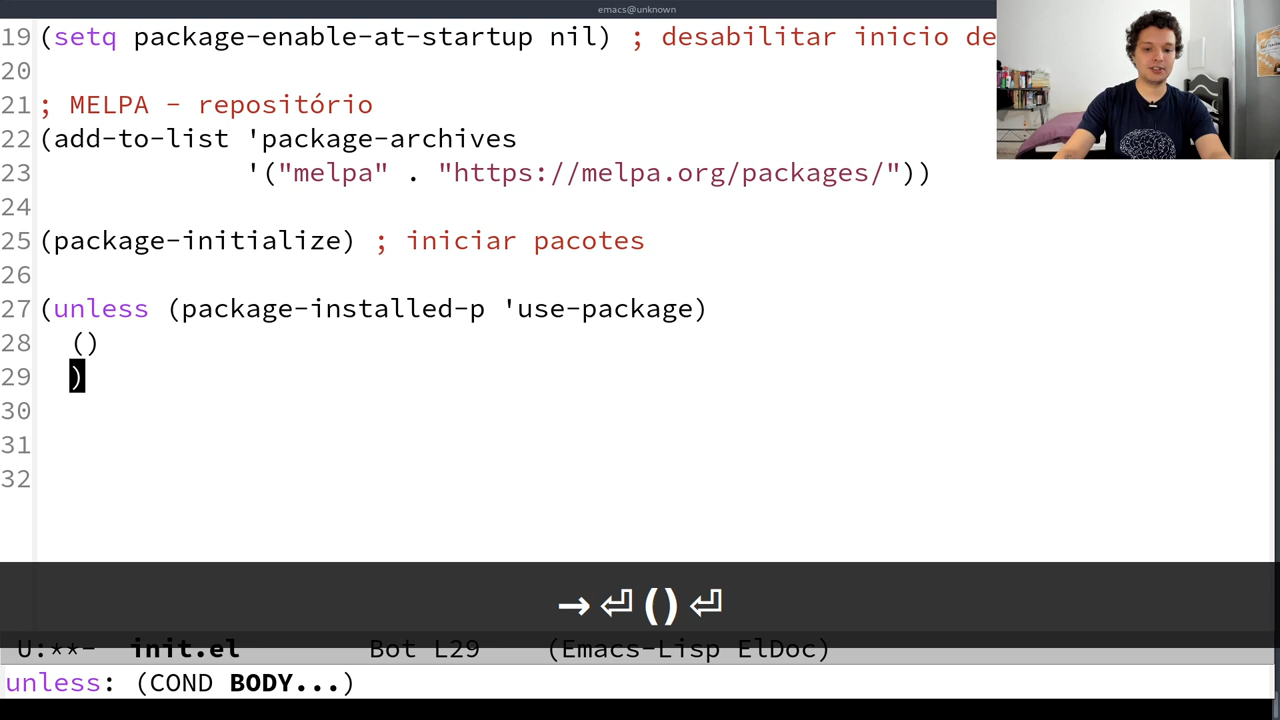 emacs@unknown
19 (setq package-enable-at-startup nil) ; desabilitar inicio de
20
21 ; MELPA - repositório
22 (add-to-list 'package-archives
23 '("melpa" . "https://melpa.org/packages/"))
24
25 (package-initialize) ; iniciar pacotes
26
27 (unless (package-installed-p 'use-package)
28 ()
29 )
30
31
32
→⏎()⏎
U:**- init.el Bot L29 (Emacs-Lisp ElDoc)
unless: (COND BODY...)